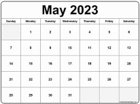 May 2023
Sunday Monday Tuesday Wednesday Thursday Friday Saturday
1 2 3 4 5 6
7 8 9 10 11 12 13
14 15 16 17 18 19 20
21 22 23 24 25 26 27
28 29 30 31